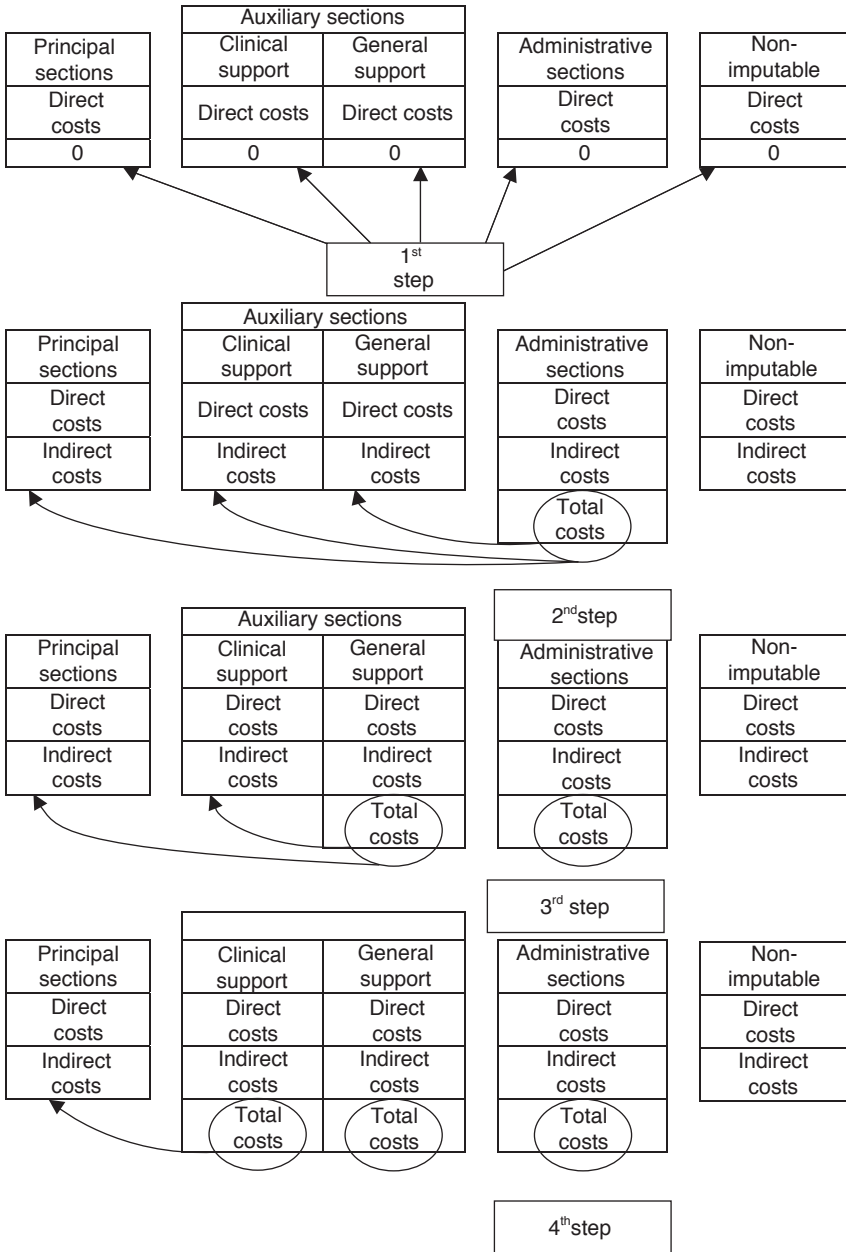 Auxiliary sections
Principal
sections
Clinical
support
General
support
Administrative
sections
Non-
imputable
Direct
costs
Direct costs
Direct costs
Direct
costs
Direct
costs
0
0
0
0
0
1st
step
Auxiliary sections
Principal
sections
Clinical
support
General
support
Administrative
sections
Non-
imputable
Direct
costs
Direct costs
Direct costs
Direct
costs
Direct
costs
Indirect
costs
Indirect
costs
Indirect
costs
Indirect
costs
Indirect
costs
Total
costs
2nd step
Auxiliary sections
Principal
sections
Clinical
support
General
support
Administrative
sections
Non-
imputable
Direct
costs
Direct
costs
Direct
costs
Direct
costs
Direct
costs
Indirect
costs
Indirect
costs
Indirect
costs
Indirect
costs
Indirect
costs
Total
costs
Total
costs
3rd step
Principal
sections
Clinical
support
General
support
Administrative
sections
Non-
imputable
Direct
costs
Direct
costs
Direct
costs
Direct
costs
Direct
costs
Indirect
costs
Indirect
costs
Indirect
costs
Indirect
costs
Indirect
costs
Total
costs
Total
costs
Total
costs
4th step